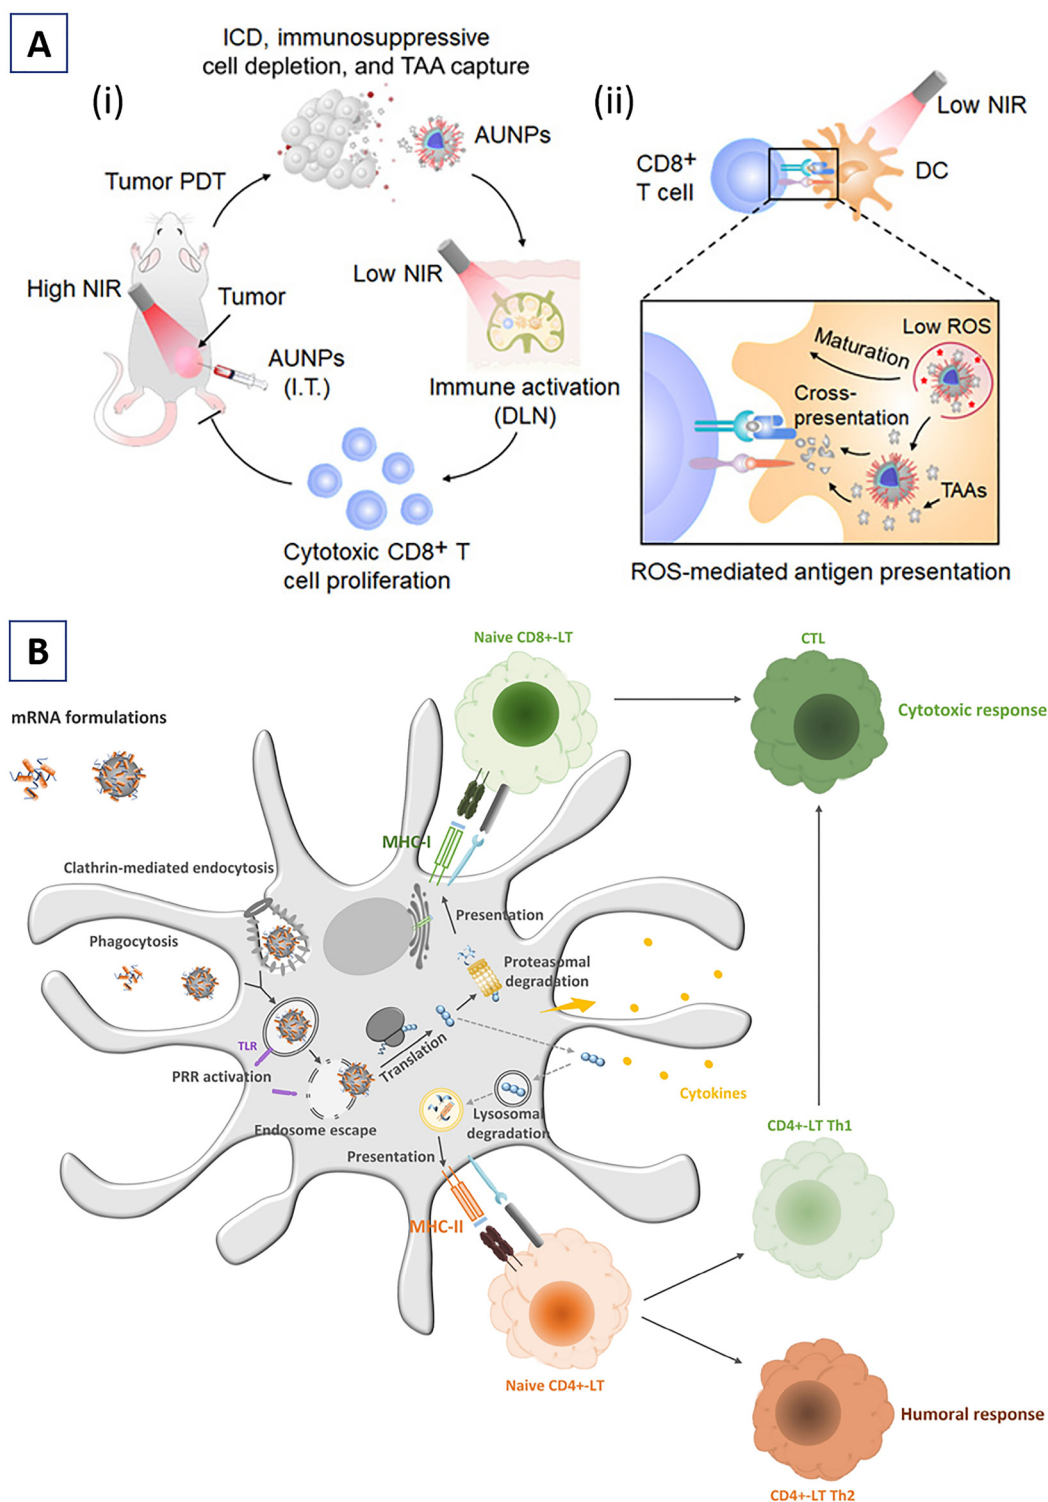 A
(i)
ICD, immunosuppressive
cell depletion, and TAA capture
AUNPs
Tumor PDT
High NIR
Tumor
AUNPs
(I.T.)
Low NIR
Immune activation
(DLN)
Cytotoxic CD8+ T
cell proliferation
(ii)
Low NIR
CD8+
T cell
DC
Low ROS
Maturation
Cross-
presentation
TAAs
ROS-mediated antigen presentation
B
mRNA formulations
Naive CD8+-LT
CTL
Cytotoxic response
MHC-I
Clathrin-mediated endocytosis
Presentation
Phagocytosis
Proteasomal
degradation
TLR
Translation
PRR activation
Cytokines
Lysosomal
degradation
Endosome escape
Presentation
CD4+-LT Th1
MHC-II
Naive CD4+-LT
Humoral response
CD4+-LT Th2